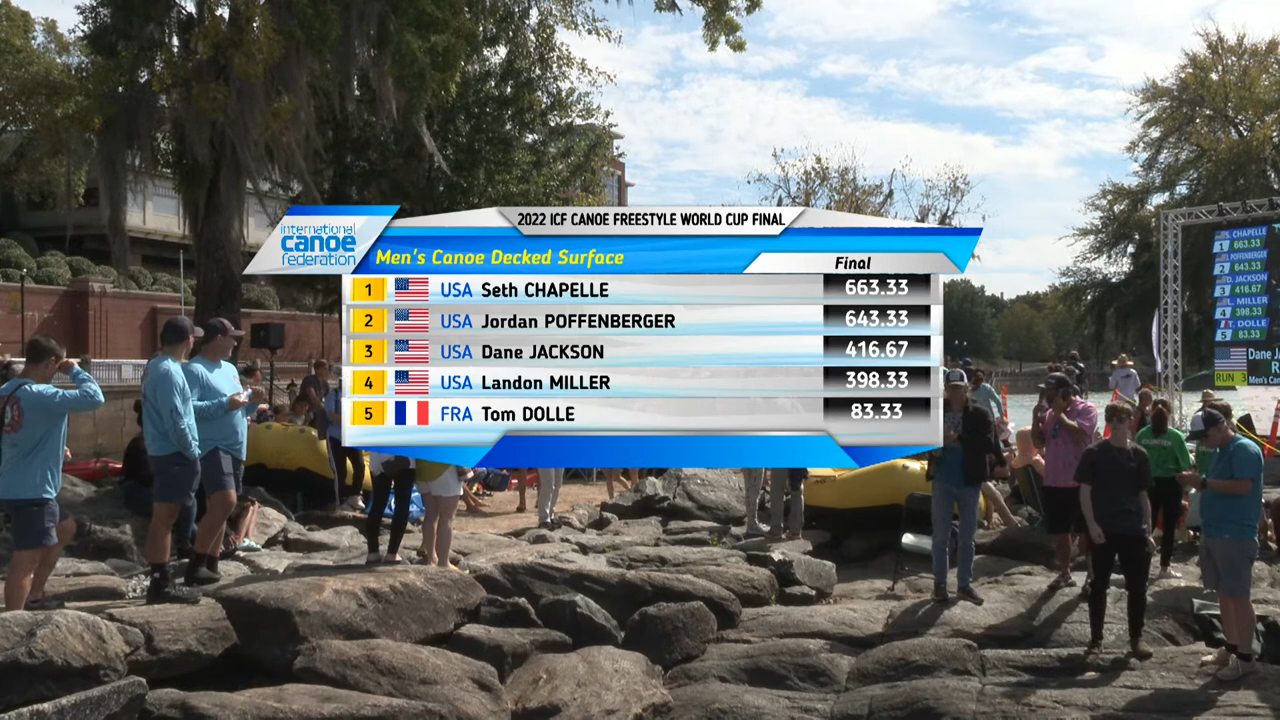 2022 ICF CANOE FREESTYLE WORLD CUP FINAL
international
canoe
federation
Men's Canoe Decked Surface
Final
1 USA Seth CHAPELLE 663.33
2 USA Jordan POFFENBERGER 643.33
3 USA Dane JACKSON 416.67
4 USA Landon MILLER 398.33
5 FRA Tom DOLLE 83.33
S. CHAPELLE
1 663.33
J. POFFENBERGER
2 643.33
D. JACKSON
3 416.67
L. MILLER
4 398.33
T. DOLLE
5 83.33
Dane
RUN 3
Men's